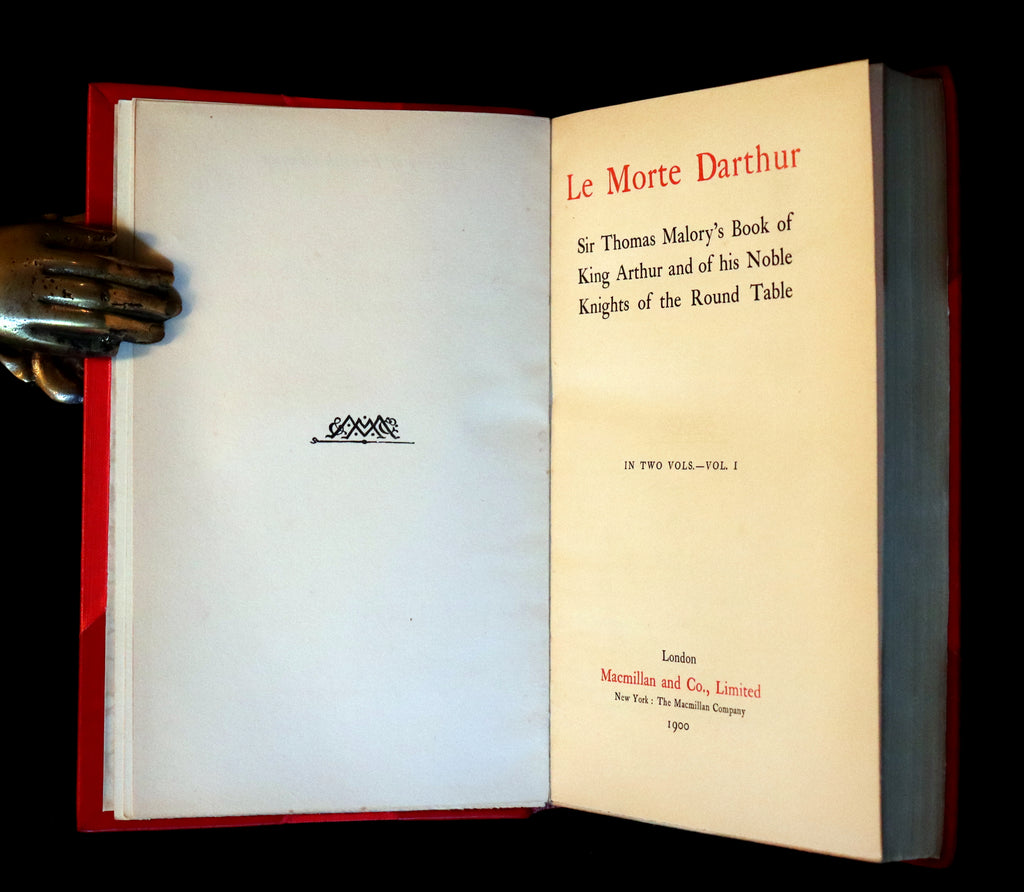 Le Morte Darthur
Sir Thomas Malory's Book of
King Arthur and of his Noble
Knights of the Round Table
IN TWO VOLS.—VOL. I
London
Macmillan and Co., Limited
New York: The Macmillan Company
1900